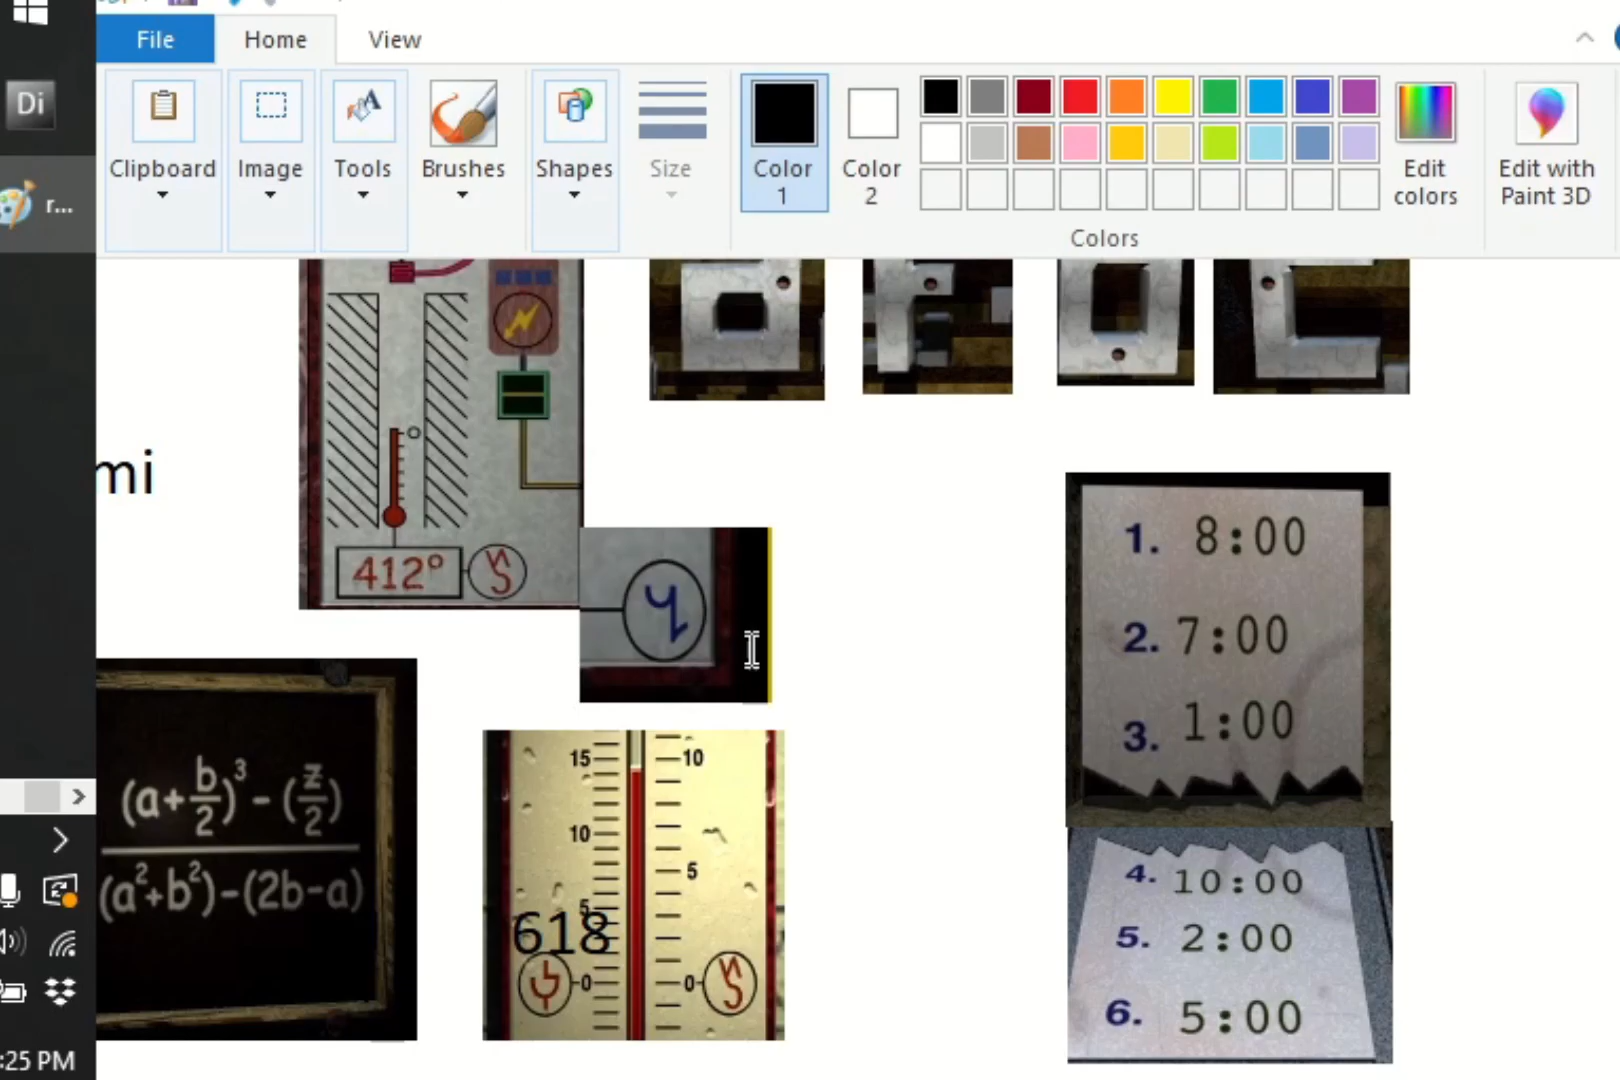 File Home View
Di
r...
Clipboard Image Tools Brushes Shapes Size Color 1 Color 2 Edit colors Edit with Paint 3D
Colors
mi
412°
1. 8:00
2. 7:00
3. 1:00
4. 10:00
5. 2:00
6. 5:00
(a+b/2)³-(z/2)
(a²+b²)-(2b-a)
15 10
10
5
5
618
0 0
:25 PM